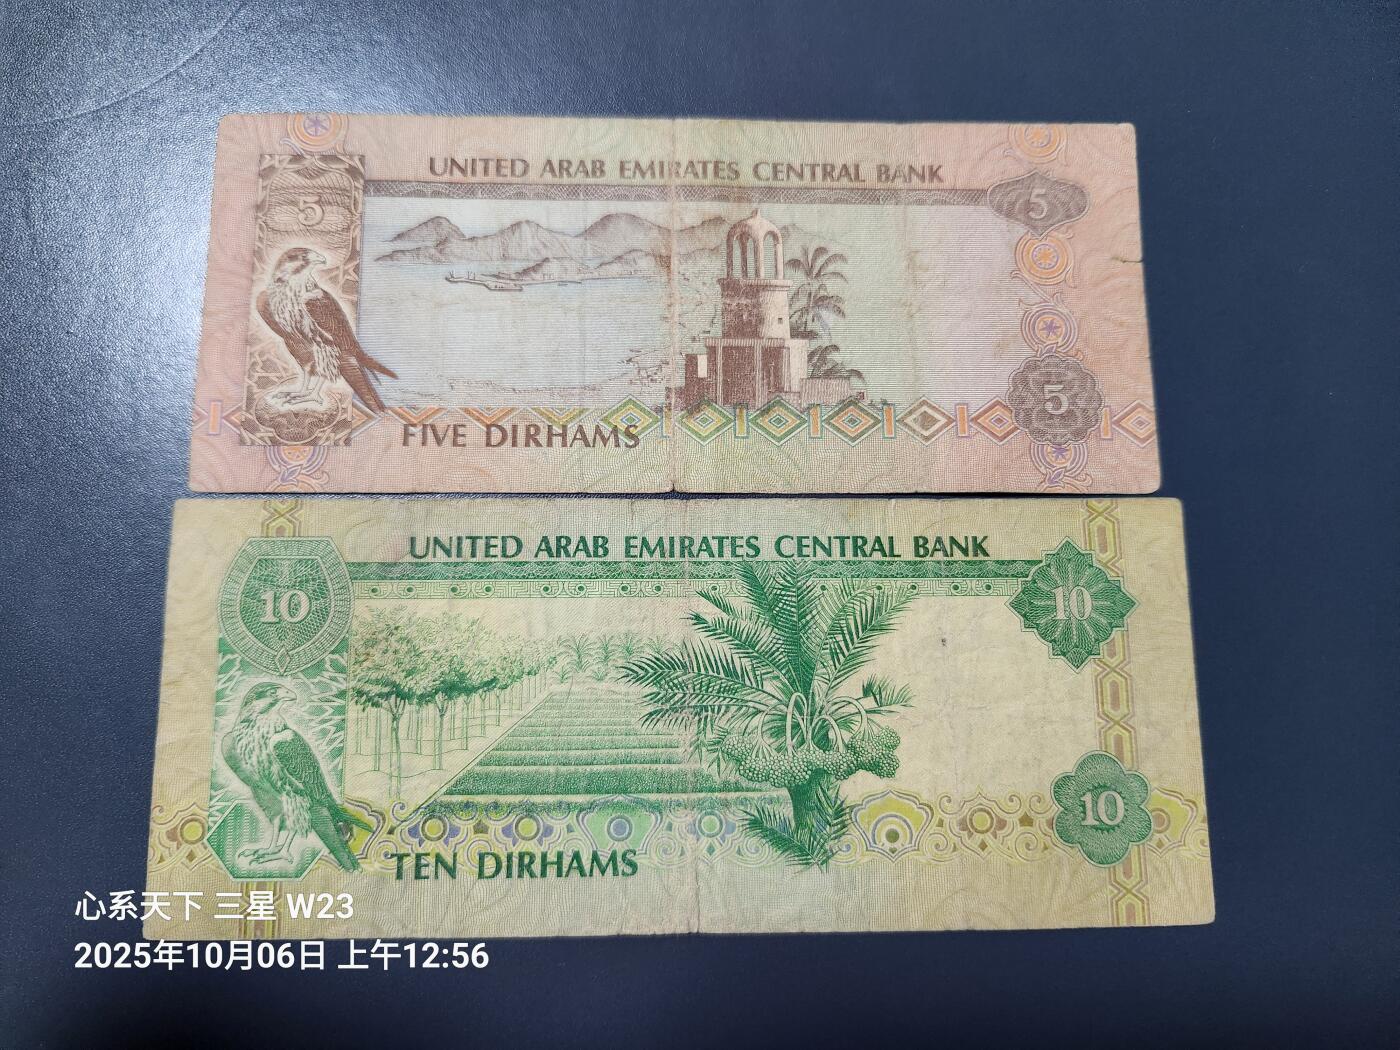 UNITED ARAB EMIRATES CENTRAL BANK
5
5
5
FIVE DIRHAMS
UNITED ARAB EMIRATES CENTRAL BANK
10
10
10
TEN DIRHAMS
心系天下 三星 W23
2025年10月06日 上午12:56